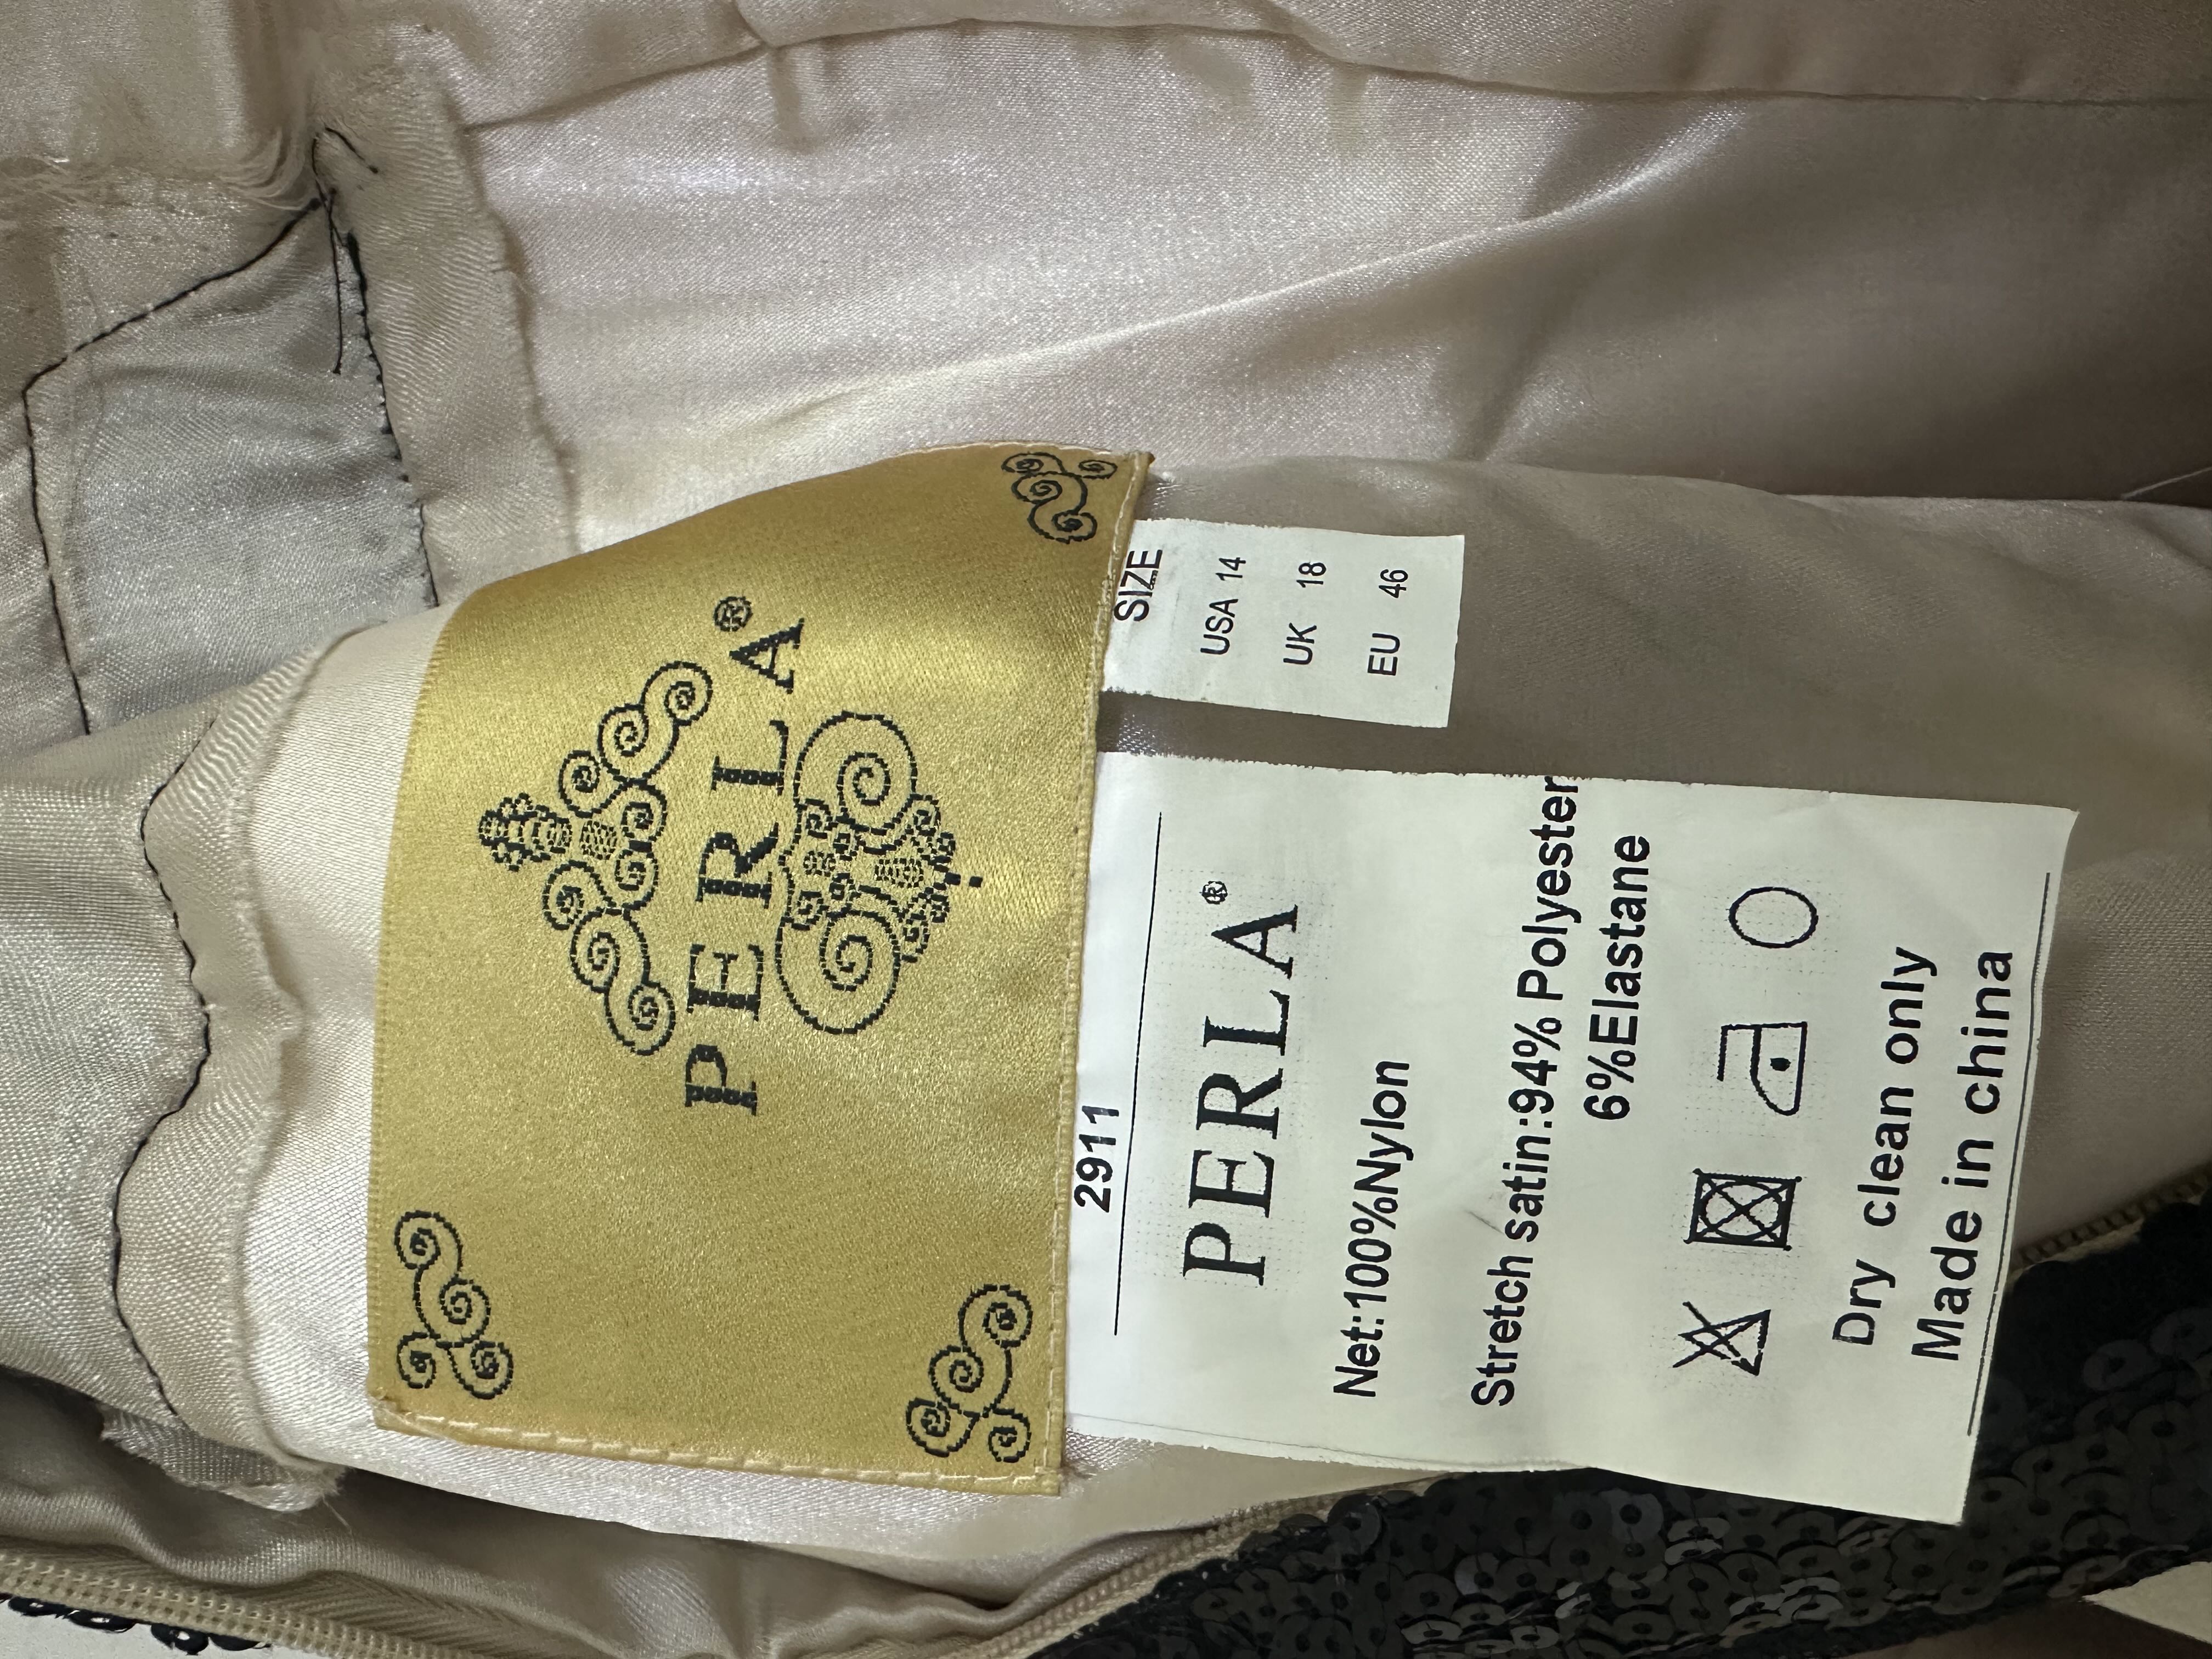 PERLA®
SIZE
USA 14
UK 18
EU 46
2911
PERLA®
Net:100%Nylon
Stretch satin:94% Polyester
6%Elastane
Dry clean only
Made in china